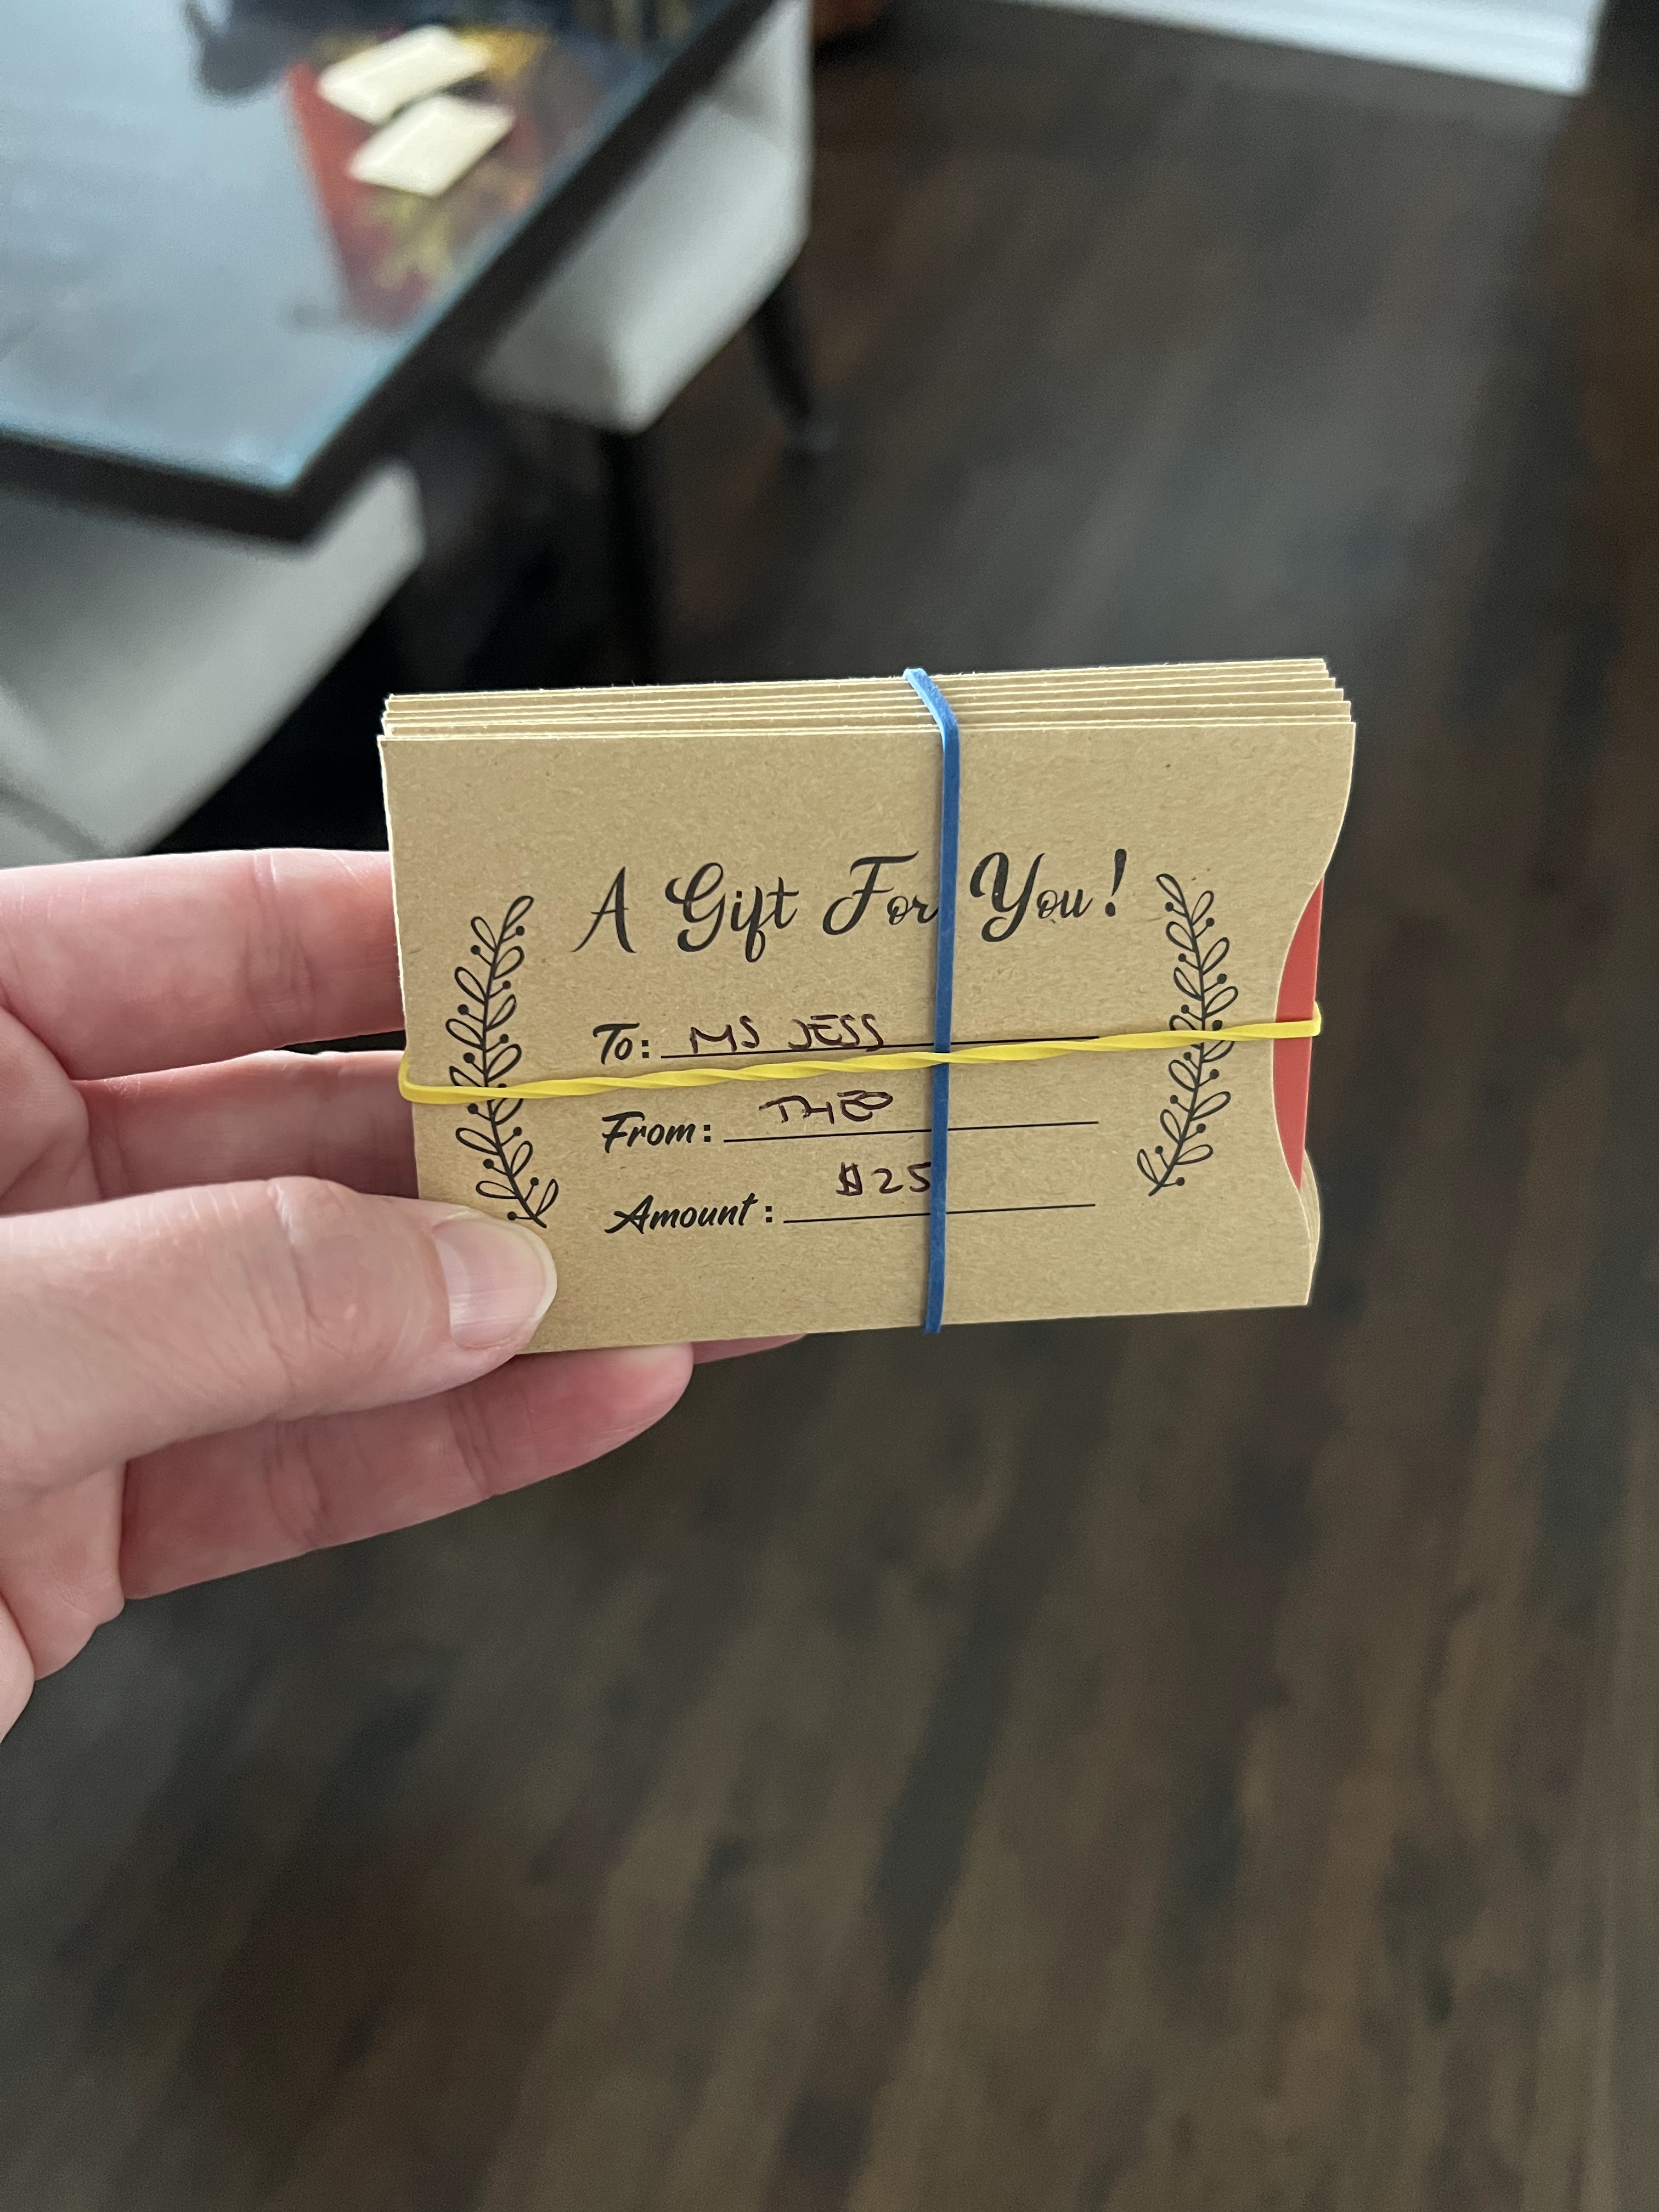 A Gift For You!
To: MS JESS
From: THEO
Amount: $25